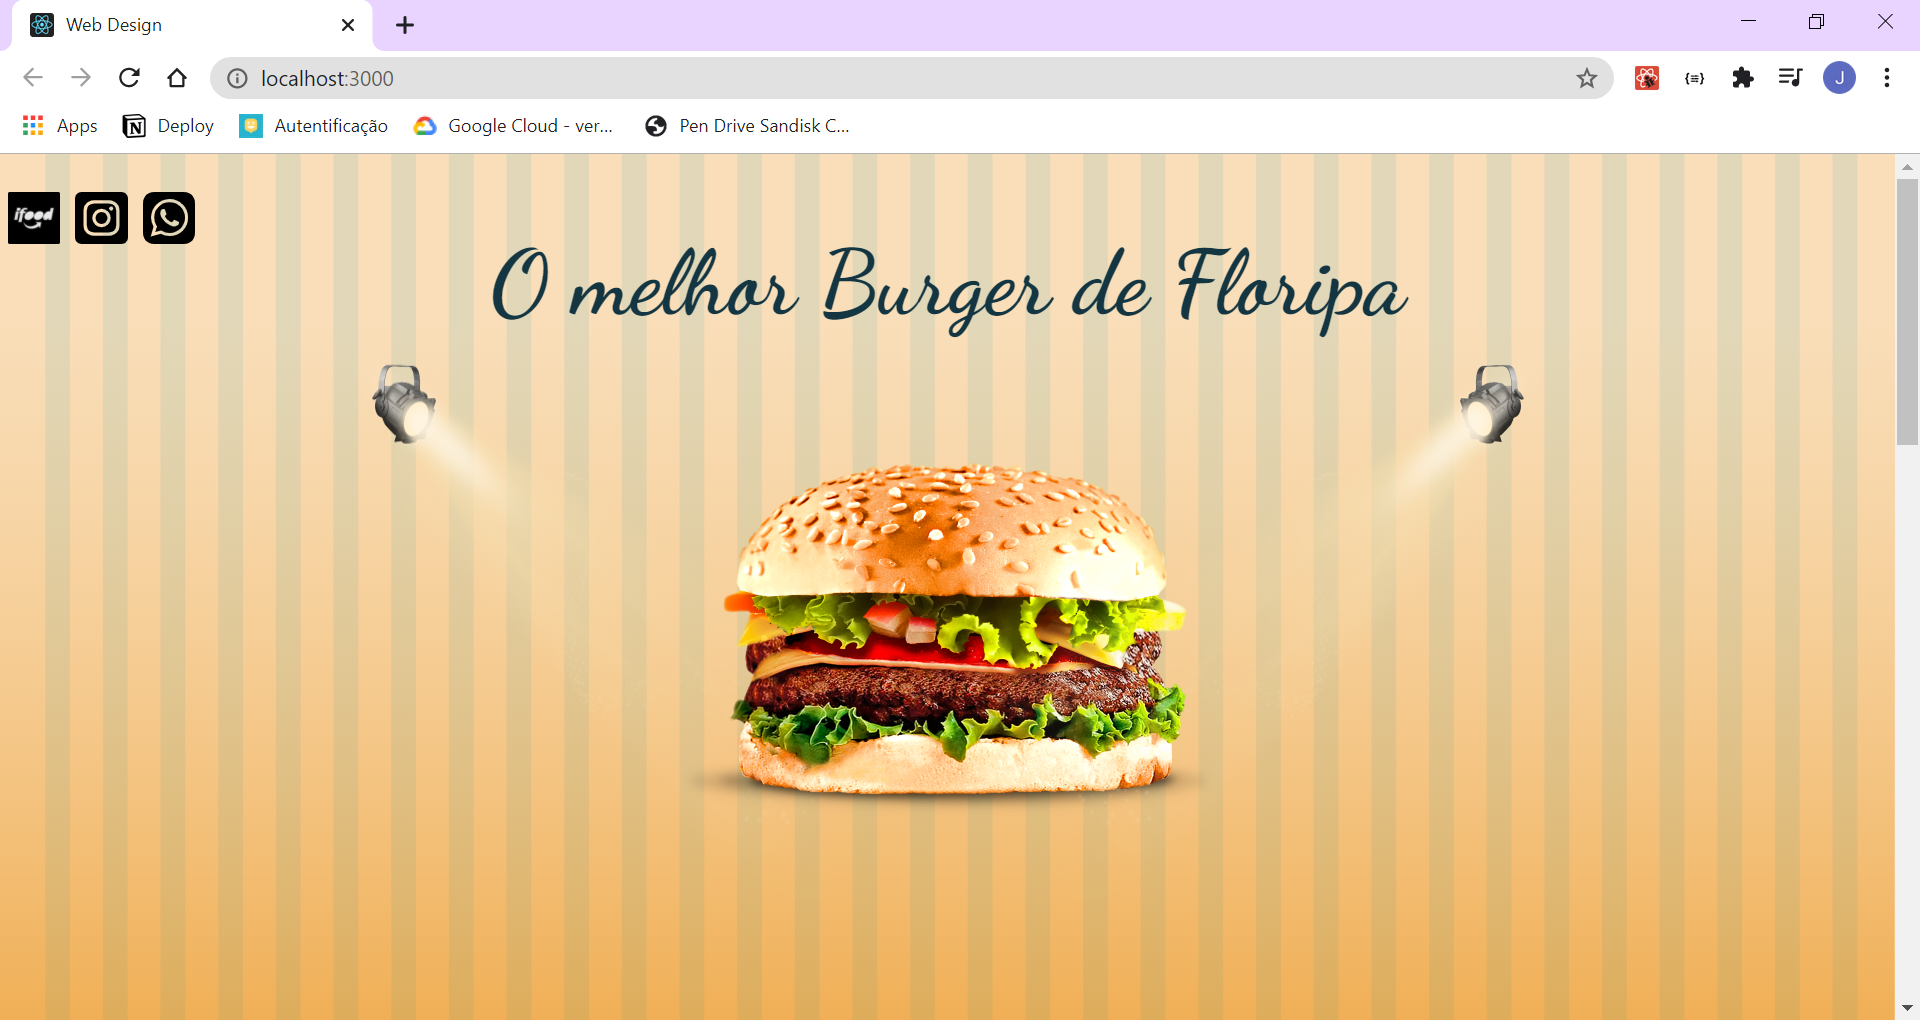 Web Design
localhost:3000
J
Apps
Deploy
Autentificação
Google Cloud - ver...
Pen Drive Sandisk C...
ifood
O melhor Burger de Floripa